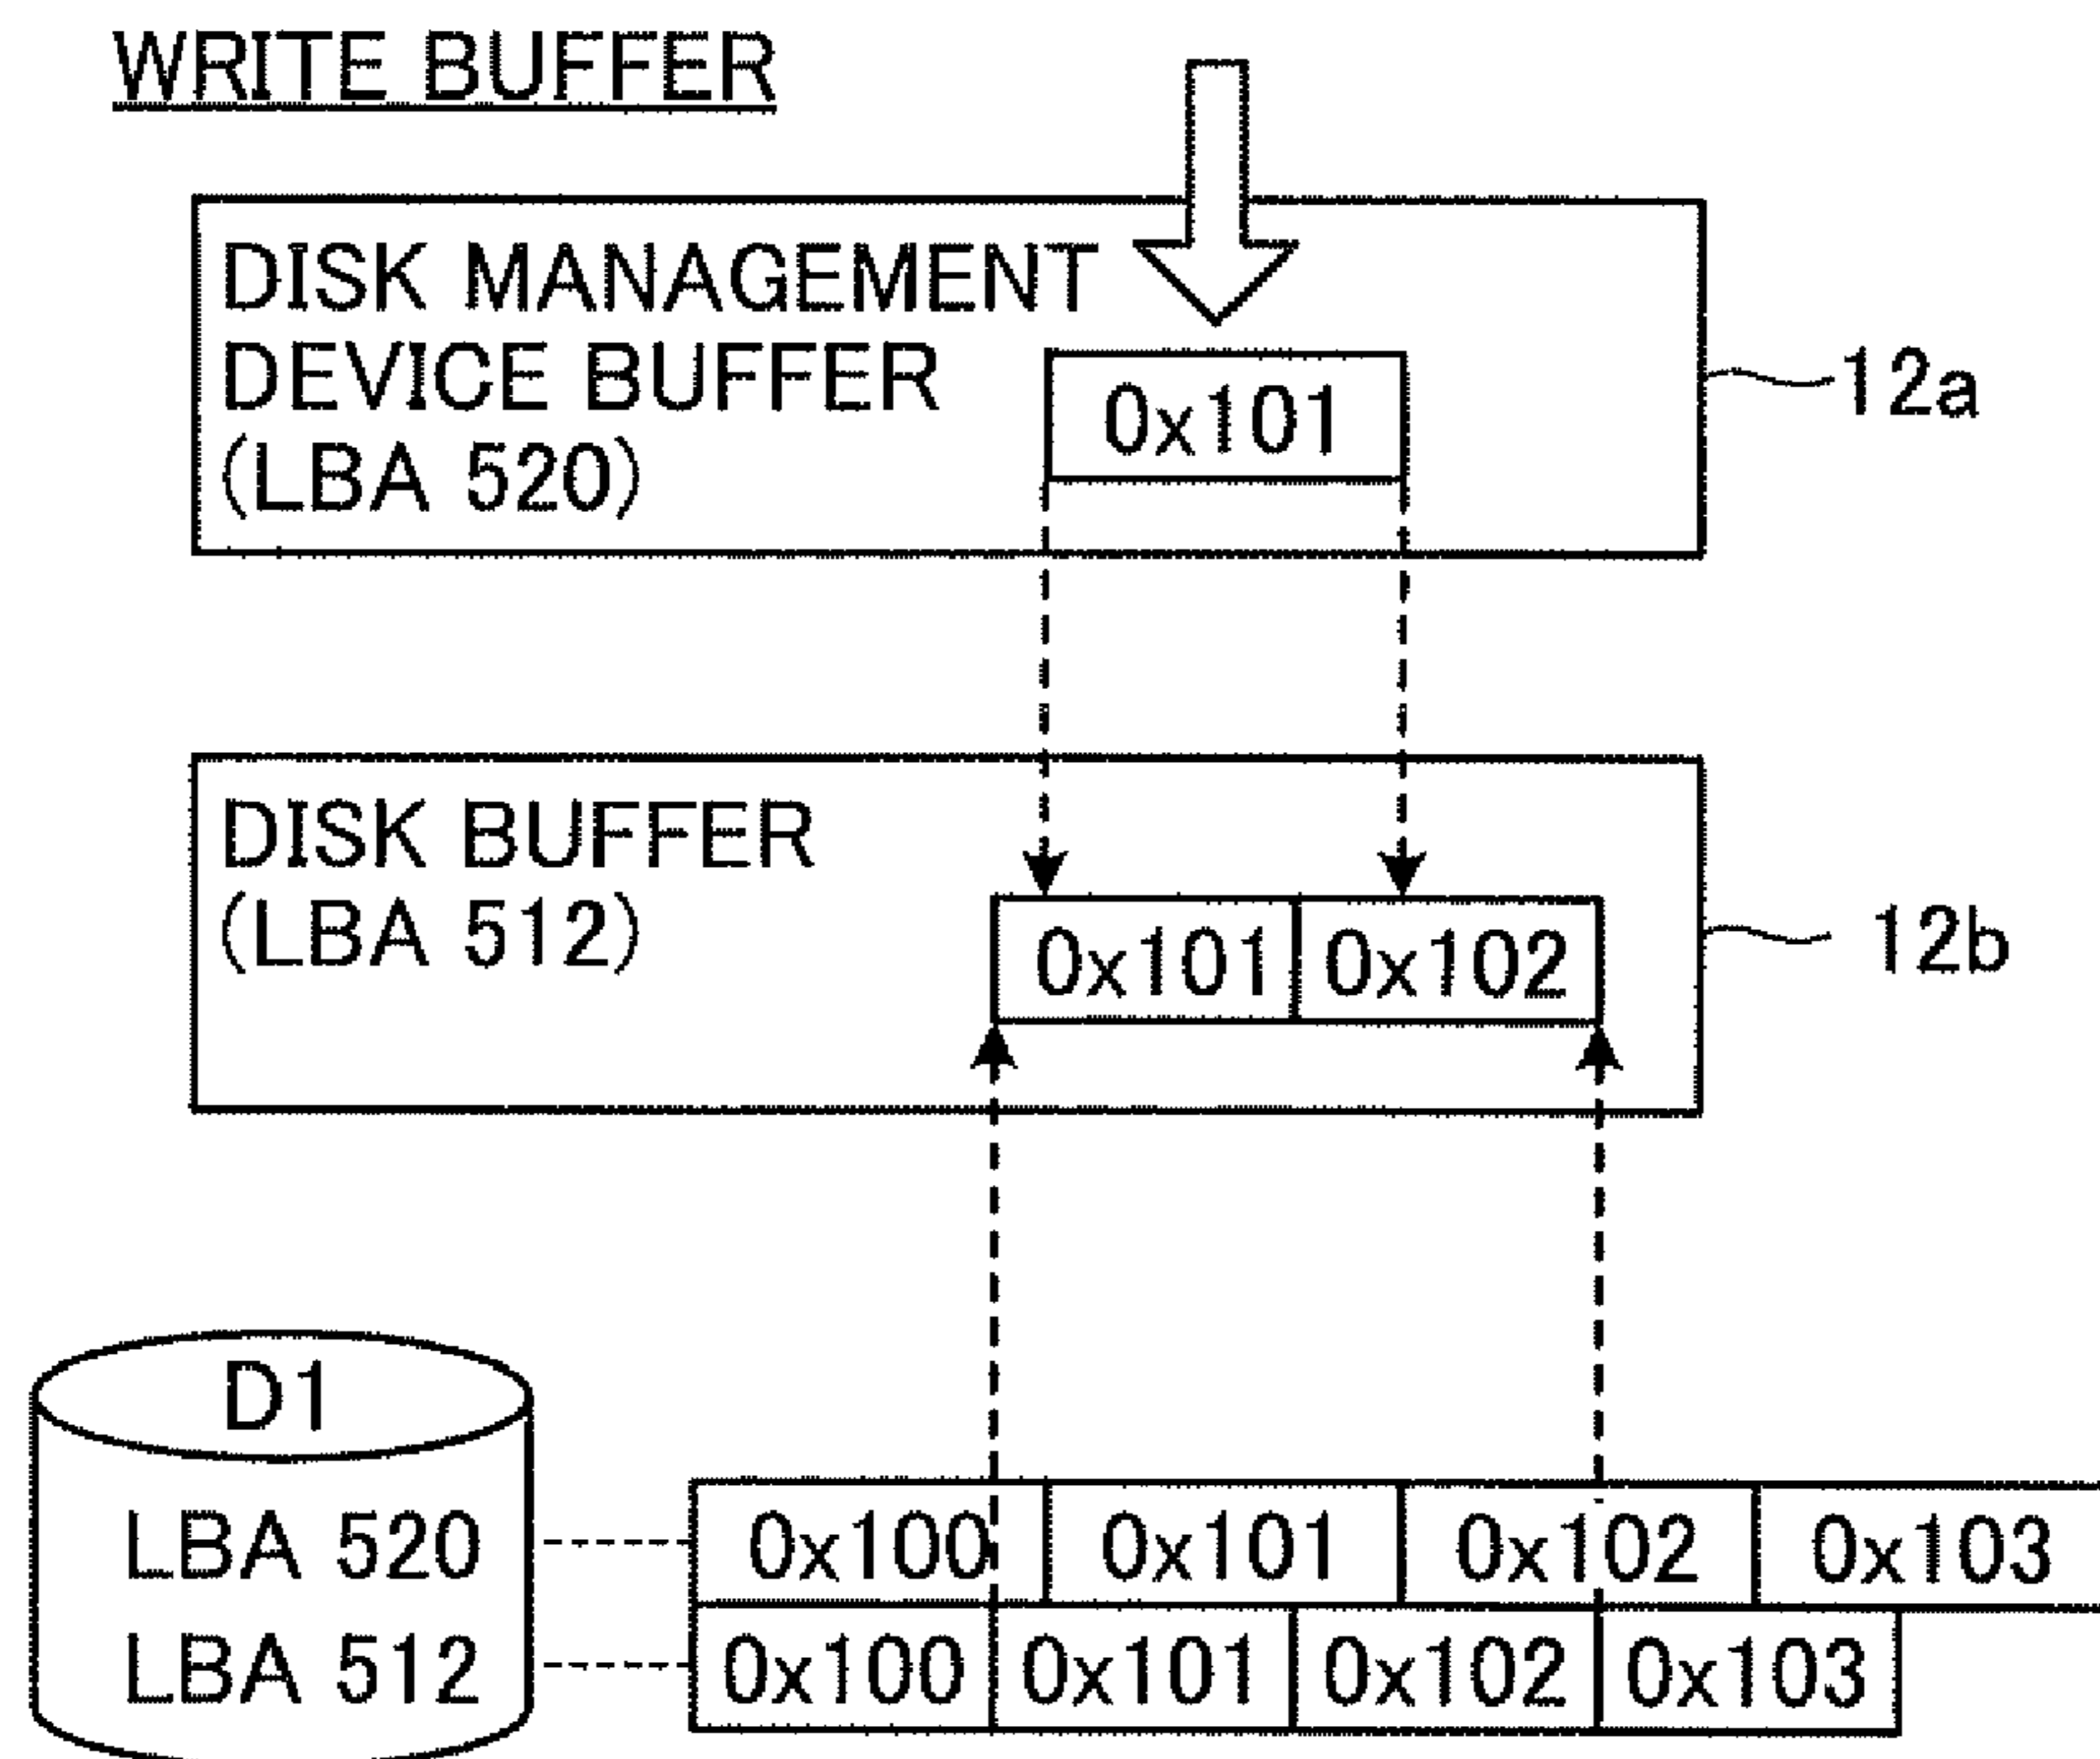 WRITE BUFFER
DISK MANAGEMENT
DEVICE BUFFER
(LBA 520)
0x101
12a
DISK BUFFER
(LBA 512)
0x101 0x102
12b
D1
LBA 520 0x100 0x101 0x102 0x103
LBA 512 0x100 0x101 0x102 0x103